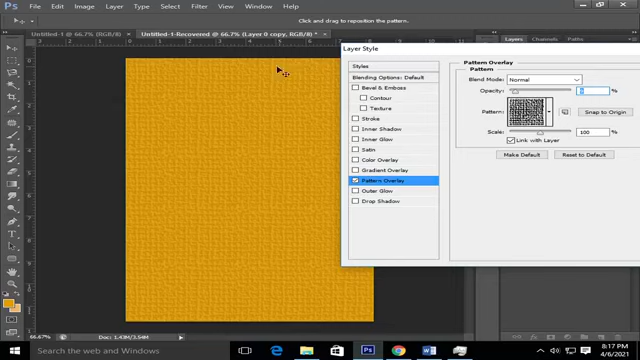 Ps File Edit Image Layer Type Select Filter View Window Help
Click and drag to reposition the pattern.
Untitled-1 @ 66.7% (RGB/8) × Untitled-1-Recovered @ 66.7% (Layer 0 copy, RGB/8) * ×
Layers Channels Paths
Layer Style
Styles
Blending Options: Default
Bevel & Emboss
Contour
Texture
Stroke
Inner Shadow
Inner Glow
Satin
Color Overlay
Gradient Overlay
Pattern Overlay
Outer Glow
Drop Shadow
Pattern Overlay
Pattern
Blend Mode: Normal
Opacity: %
Pattern: Snap to Origin
Scale: 100 %
Link with Layer
Make Default Reset to Default
66.67% Doc: 1.43M/3.54M
Search the web and Windows
8:17 PM
4/6/2021